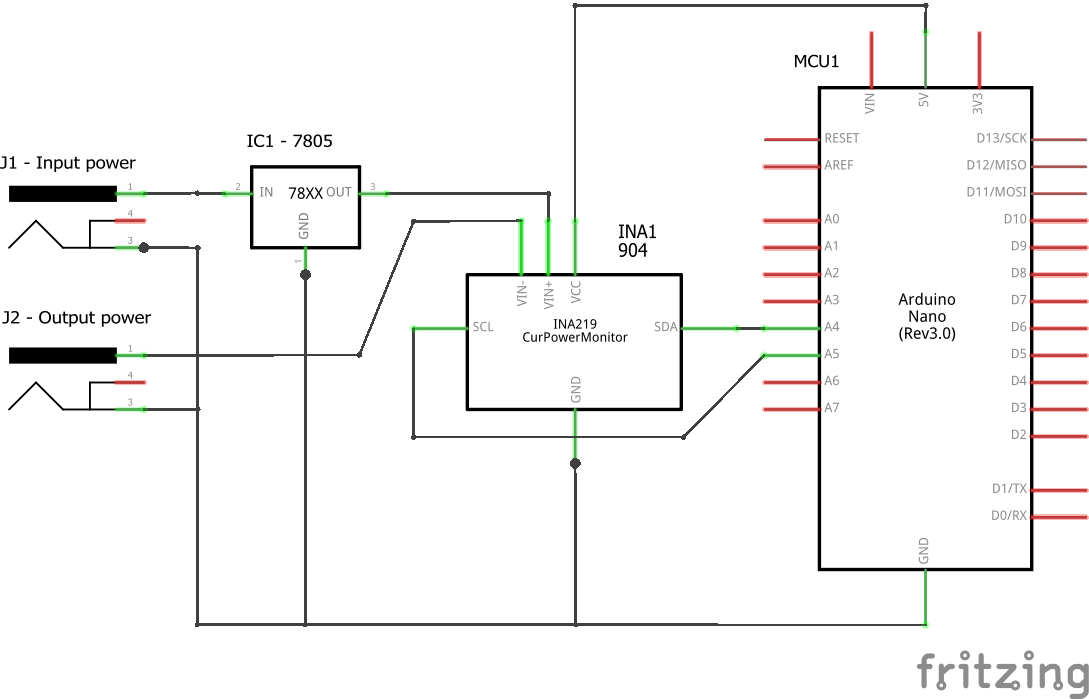 MCU1
VIN
5V
3V3
IC1 - 7805
J1 - Input power
1
4
3
2
IN
78XX
OUT
3
GND
1
J2 - Output power
1
4
3
INA1
904
VIN-
VIN+
VCC
SCL
INA219
CurPowerMonitor
SDA
GND
RESET
AREF
A0
A1
A2
A3
A4
A5
A6
A7
Arduino
Nano
(Rev3.0)
D13/SCK
D12/MISO
D11/MOSI
D10
D9
D8
D7
D6
D5
D4
D3
D2
D1/TX
D0/RX
GND
fritzing